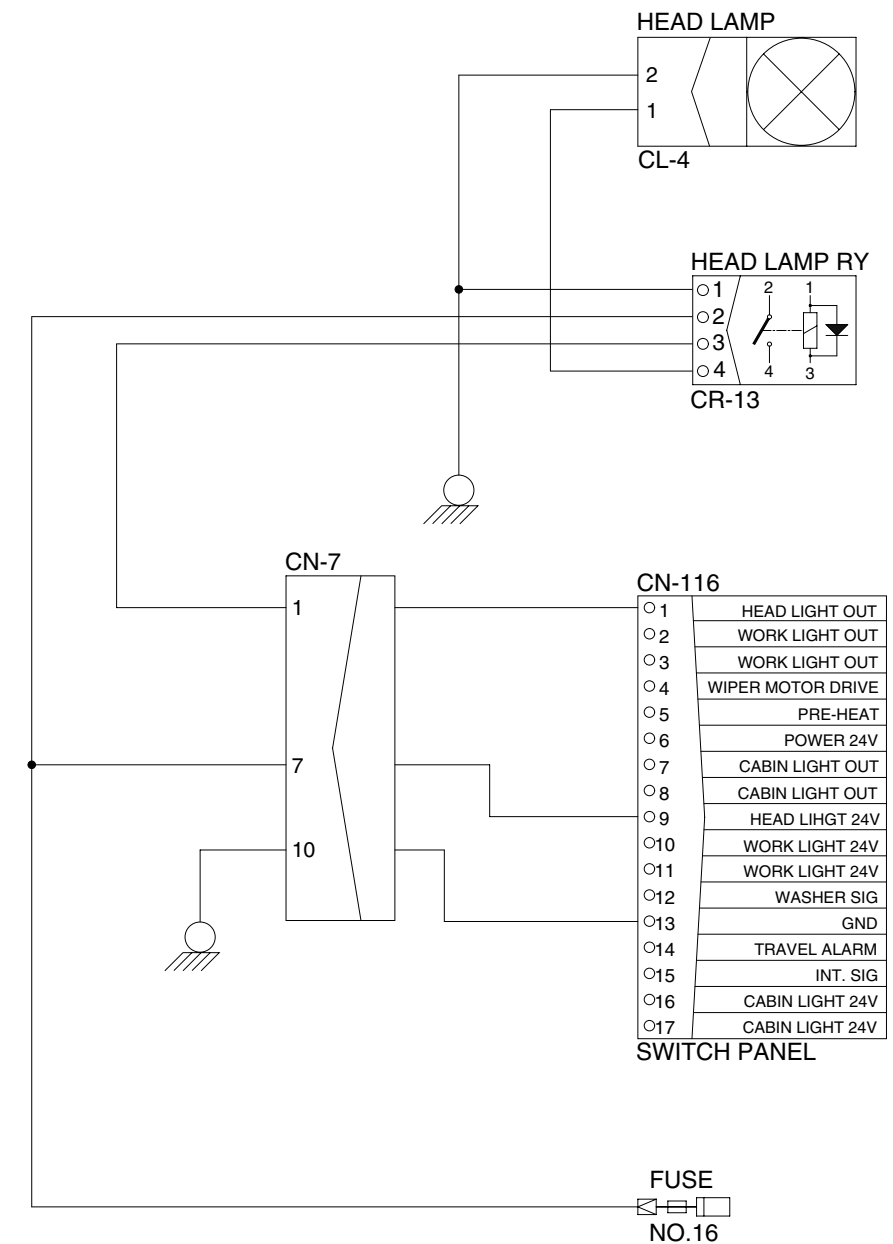 HEAD LAMP
2
1
CL-4
HEAD LAMP RY
1
2
3
4
2
1
4
3
CR-13
CN-7
1
7
10
CN-116
1 HEAD LIGHT OUT
2 WORK LIGHT OUT
3 WORK LIGHT OUT
4 WIPER MOTOR DRIVE
5 PRE-HEAT
6 POWER 24V
7 CABIN LIGHT OUT
8 CABIN LIGHT OUT
9 HEAD LIHGT 24V
10 WORK LIGHT 24V
11 WORK LIGHT 24V
12 WASHER SIG
13 GND
14 TRAVEL ALARM
15 INT. SIG
16 CABIN LIGHT 24V
17 CABIN LIGHT 24V
SWITCH PANEL
FUSE
NO.16